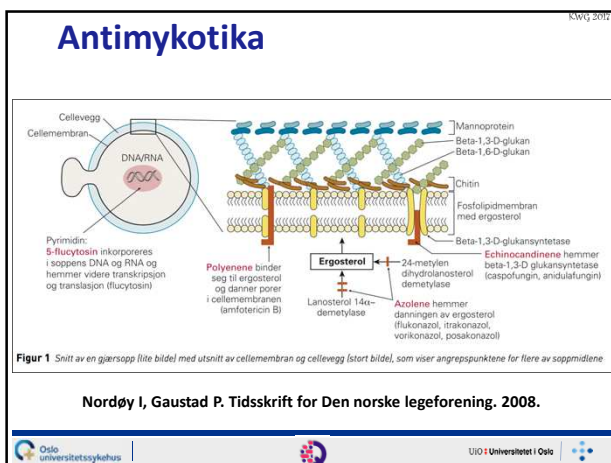 KWG 2017
Antimykotika
Cellevegg
Cellemembran
DNA/RNA
Pyrimidin:
5-flucytosin inkorporeres
i soppens DNA og RNA og
hemmer videre transkripsjon
og translasjon (flucytosin)
Mannoprotein
Beta-1,3-D-glukan
Beta-1,6-D-glukan
Chitin
Fosfolipidmembran
med ergosterol
Beta-1,3-D-glukansyntetase
Echinocandinene hemmer
beta-1,3-D glukansyntetase
(caspofungin, anidulafungin)
Polyenene binder
seg til ergosterol
og danner porer
i cellemembranen
(amfotericin B)
Ergosterol
24-metylen
dihydrolanosterol
demetylase
Lanosterol 14α–
demetylase
Azolene hemmer
danningen av ergosterol
(flukonazol, itrakonazol,
vorikonazol, posakonazol)
Figur 1 Snitt av en gjærsopp (lite bilde) med utsnitt av cellemembran og cellevegg (stort bilde), som viser angrepspunktene for flere av soppmidlene
Nordøy I, Gaustad P. Tidsskrift for Den norske legeforening. 2008.
Oslo
universitetssykehus
UiO Universitetet i Oslo